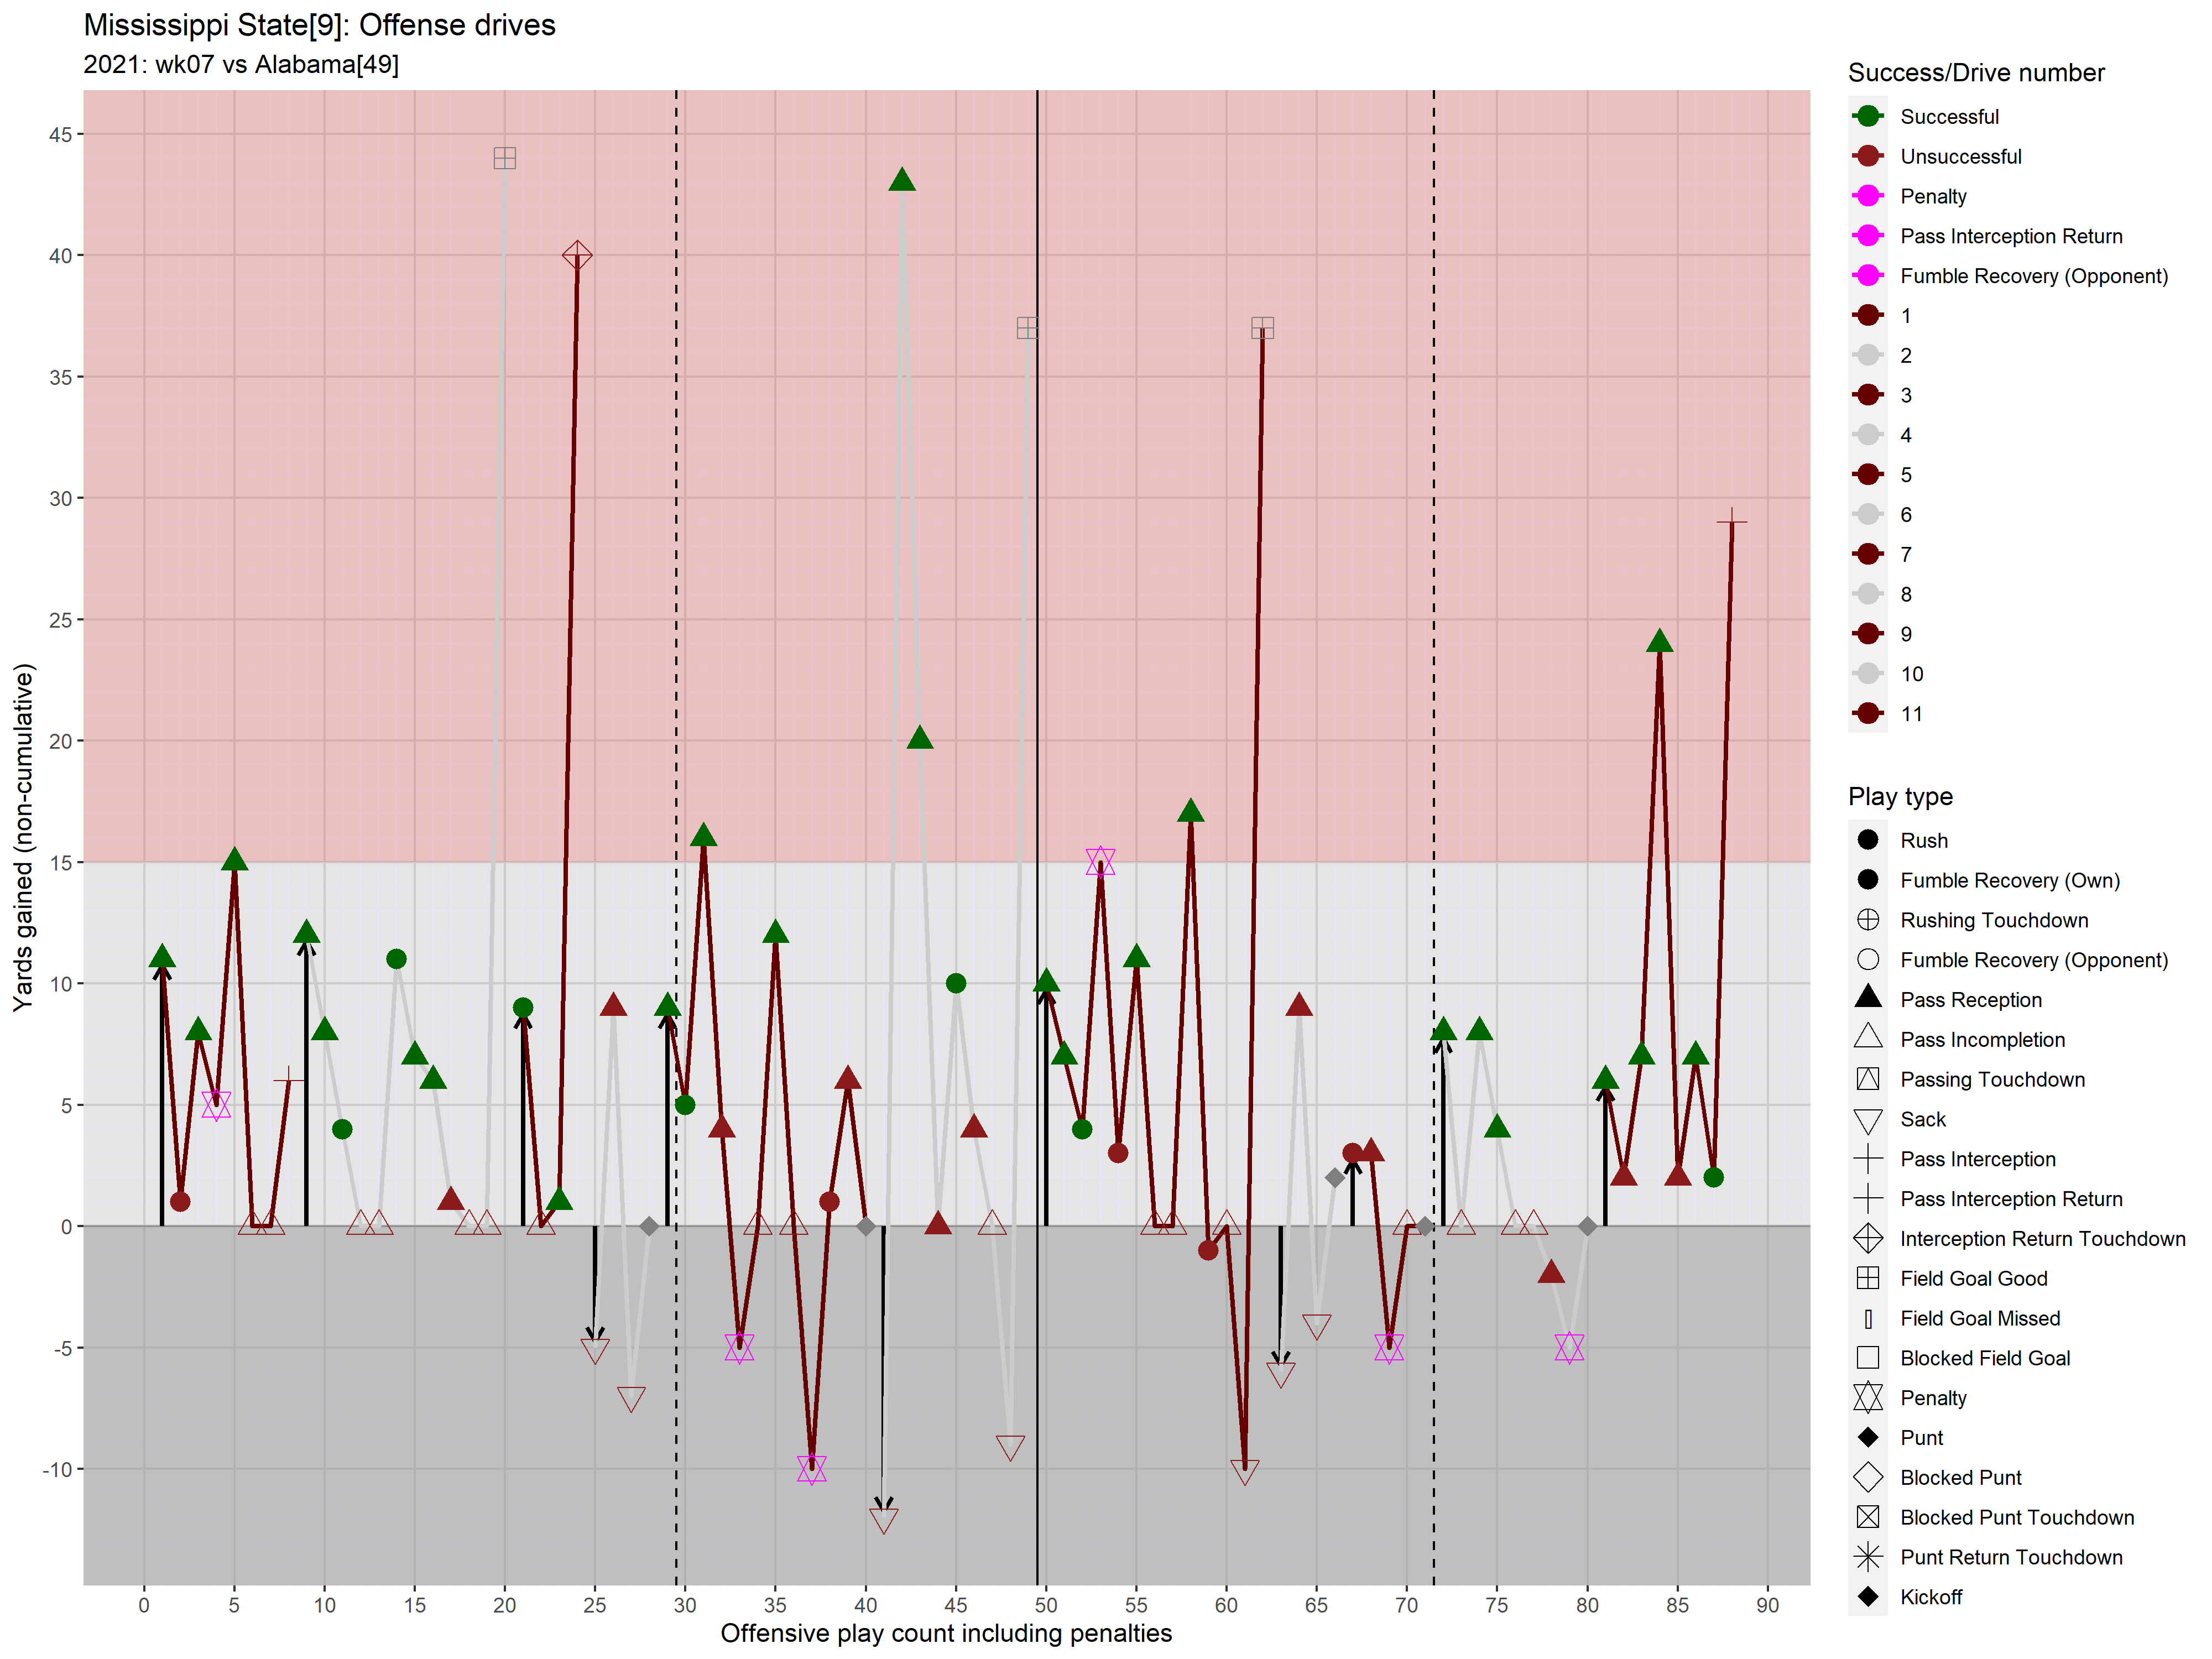 Mississippi State[9]: Offense drives
2021: wk07 vs Alabama[49]
Yards gained (non-cumulative)
45
40
35
30
25
20
15
10
5
0
-5
-10
0 5 10 15 20 25 30 35 40 45 50 55 60 65 70 75 80 85 90
Offensive play count including penalties
Success/Drive number
Successful
Unsuccessful
Penalty
Pass Interception Return
Fumble Recovery (Opponent)
1
2
3
4
5
6
7
8
9
10
11
Play type
Rush
Fumble Recovery (Own)
Rushing Touchdown
Fumble Recovery (Opponent)
Pass Reception
Pass Incompletion
Passing Touchdown
Sack
Pass Interception
Pass Interception Return
Interception Return Touchdown
Field Goal Good
Field Goal Missed
Blocked Field Goal
Penalty
Punt
Blocked Punt
Blocked Punt Touchdown
Punt Return Touchdown
Kickoff